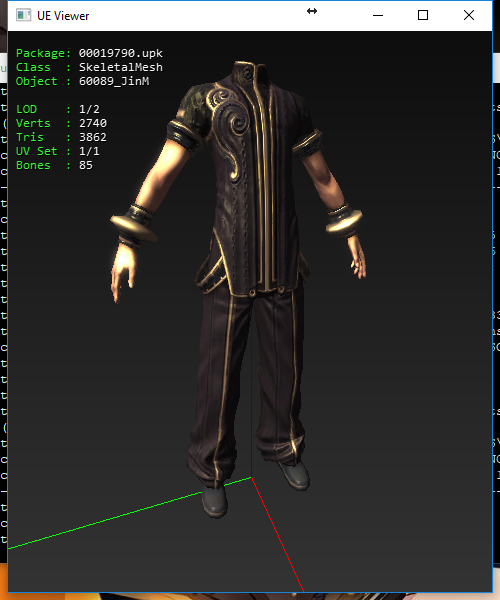 UE Viewer
Package: 00019790.upk
Class : SkeletalMesh
Object : 60089_JinM
LOD : 1/2
Verts : 2740
Tris : 3862
UV Set : 1/1
Bones : 85